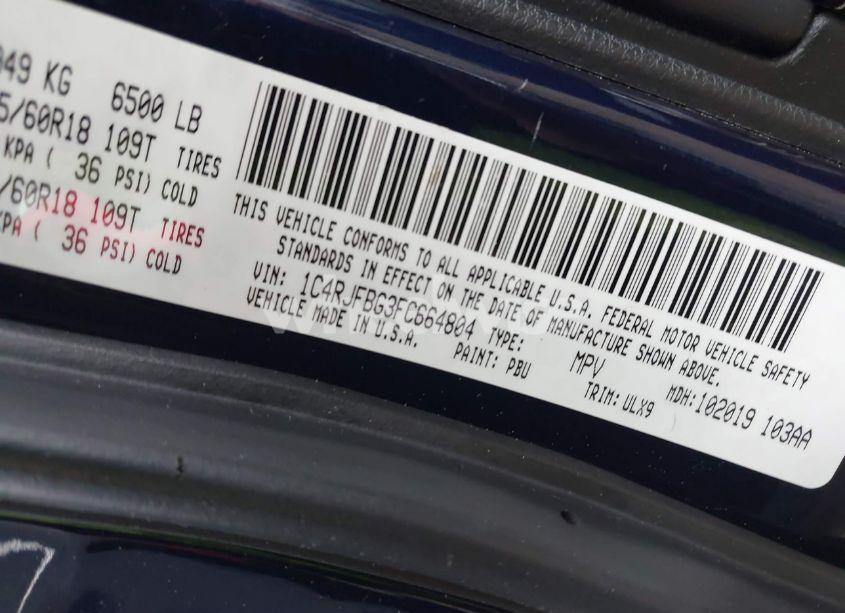 949 KG 6500 LB
5/60R18 109T TIRES
KPA ( 36 PSI) COLD
/60R18 109T TIRES
KPA ( 36 PSI) COLD
THIS VEHICLE CONFORMS TO ALL APPLICABLE U.S.A. FEDERAL MOTOR VEHICLE SAFETY
STANDARDS IN EFFECT ON THE DATE OF MANUFACTURE SHOWN ABOVE.
VIN: 1C4RJFBG3FC664804 TYPE: MPV MDH:102019 103AA
VEHICLE MADE IN U.S.A. PAINT: PBU TRIM: ULX9